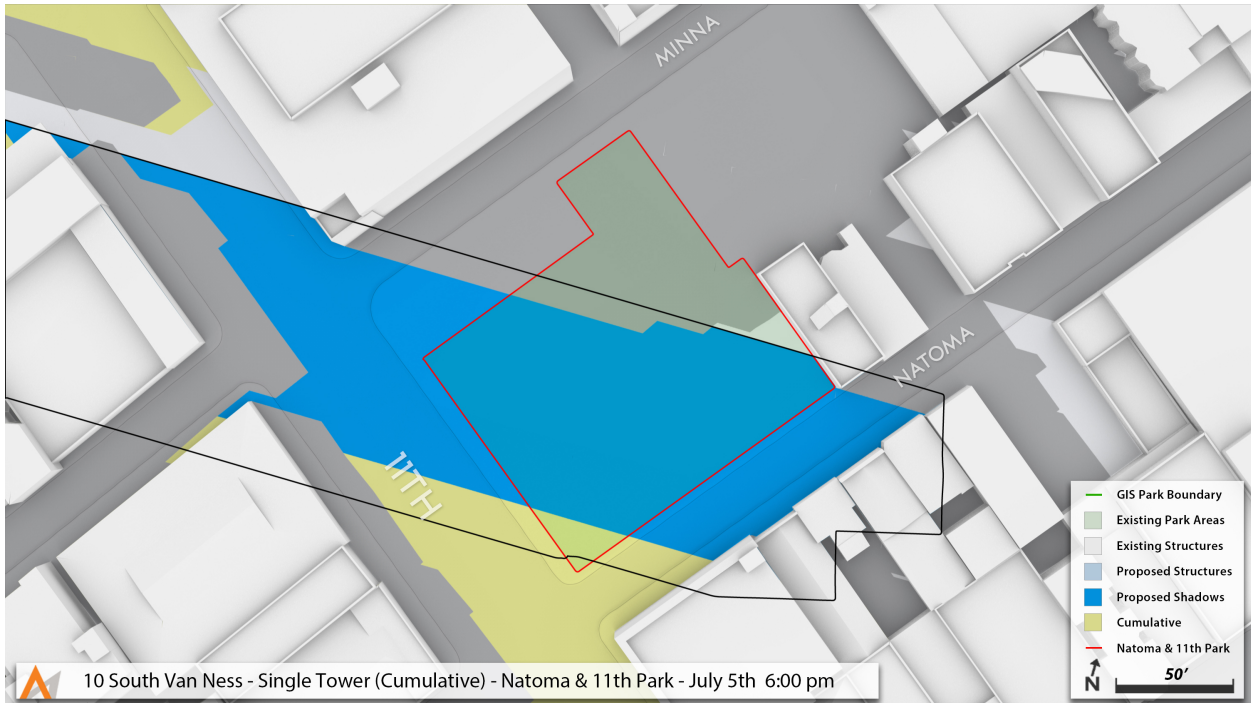 MINNA
NATOMA
11TH
GIS Park Boundary
Existing Park Areas
Existing Structures
Proposed Structures
Proposed Shadows
Cumulative
Natoma & 11th Park
N
50'
10 South Van Ness - Single Tower (Cumulative) - Natoma & 11th Park - July 5th 6:00 pm